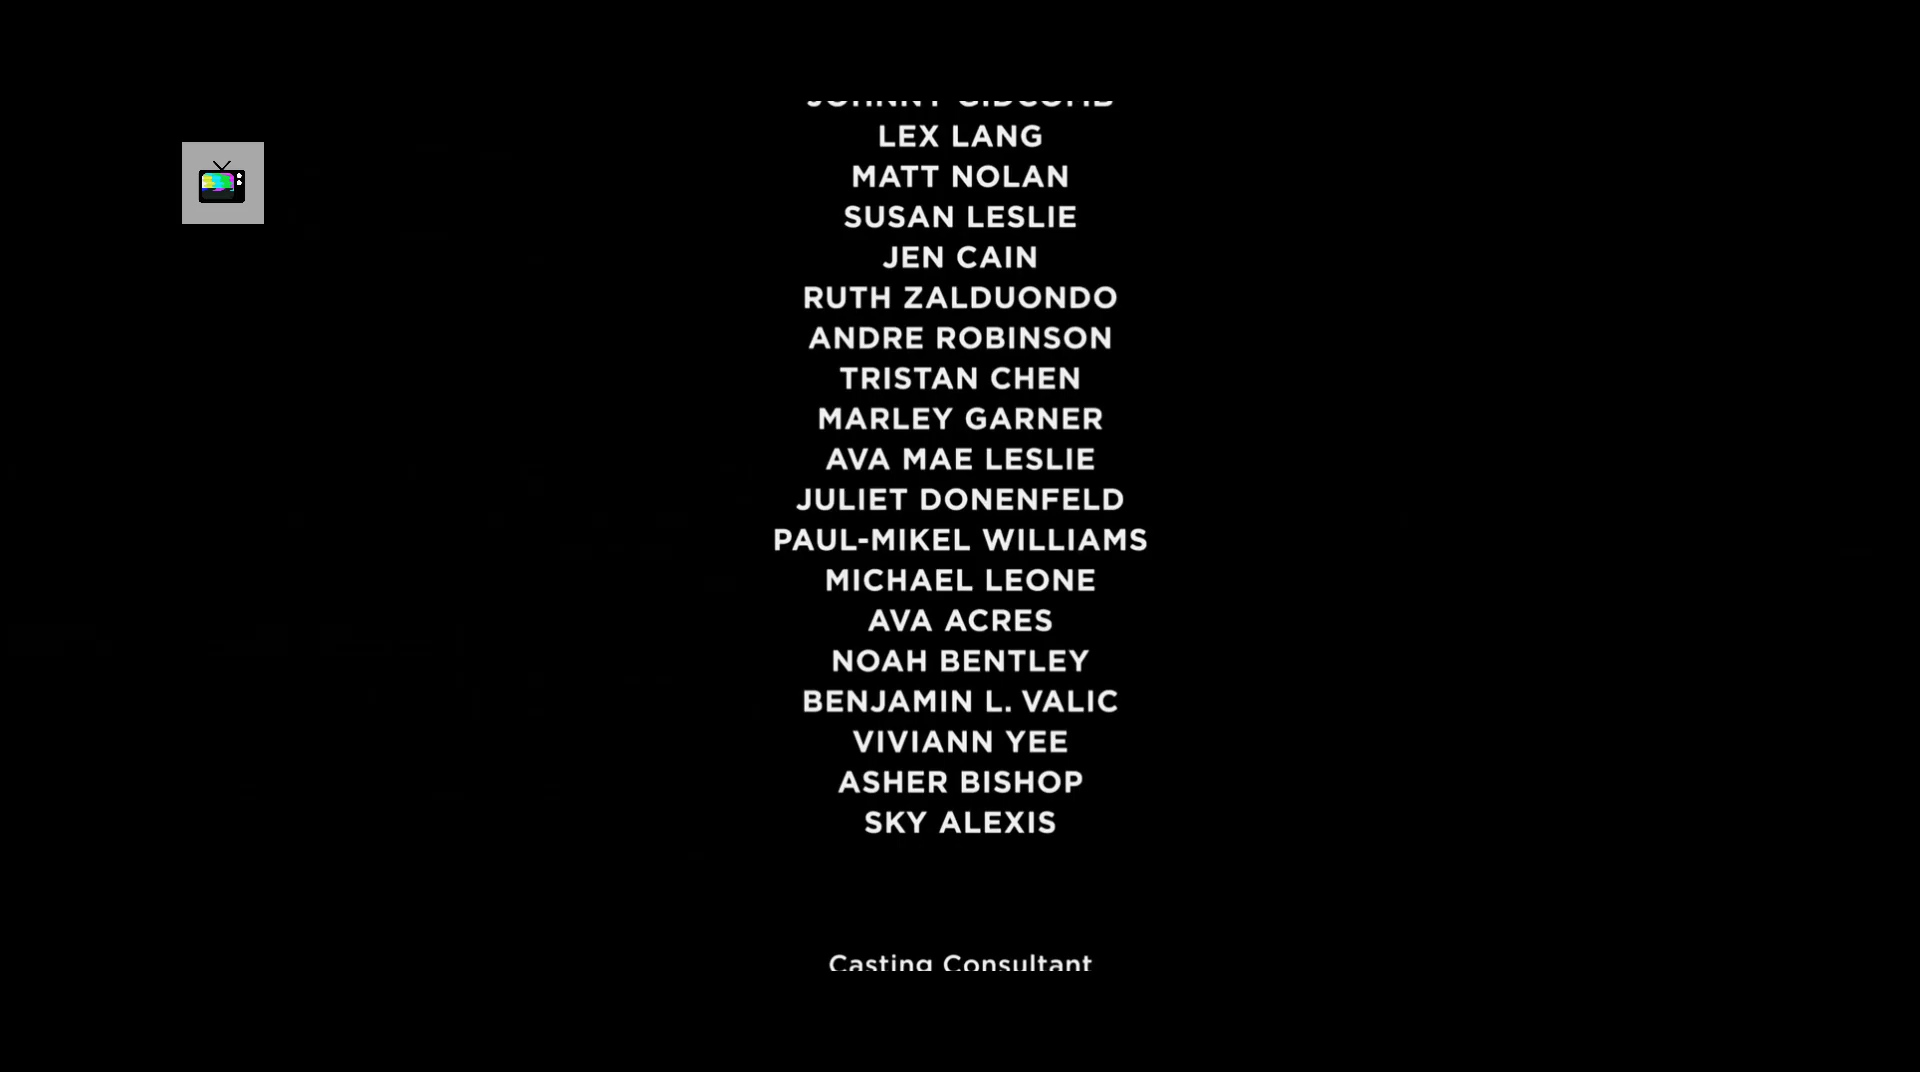 JOHNNY GIDCOMB
LEX LANG
MATT NOLAN
SUSAN LESLIE
JEN CAIN
RUTH ZALDUONDO
ANDRE ROBINSON
TRISTAN CHEN
MARLEY GARNER
AVA MAE LESLIE
JULIET DONENFELD
PAUL-MIKEL WILLIAMS
MICHAEL LEONE
AVA ACRES
NOAH BENTLEY
BENJAMIN L. VALIC
VIVIANN YEE
ASHER BISHOP
SKY ALEXIS
Casting Consultant